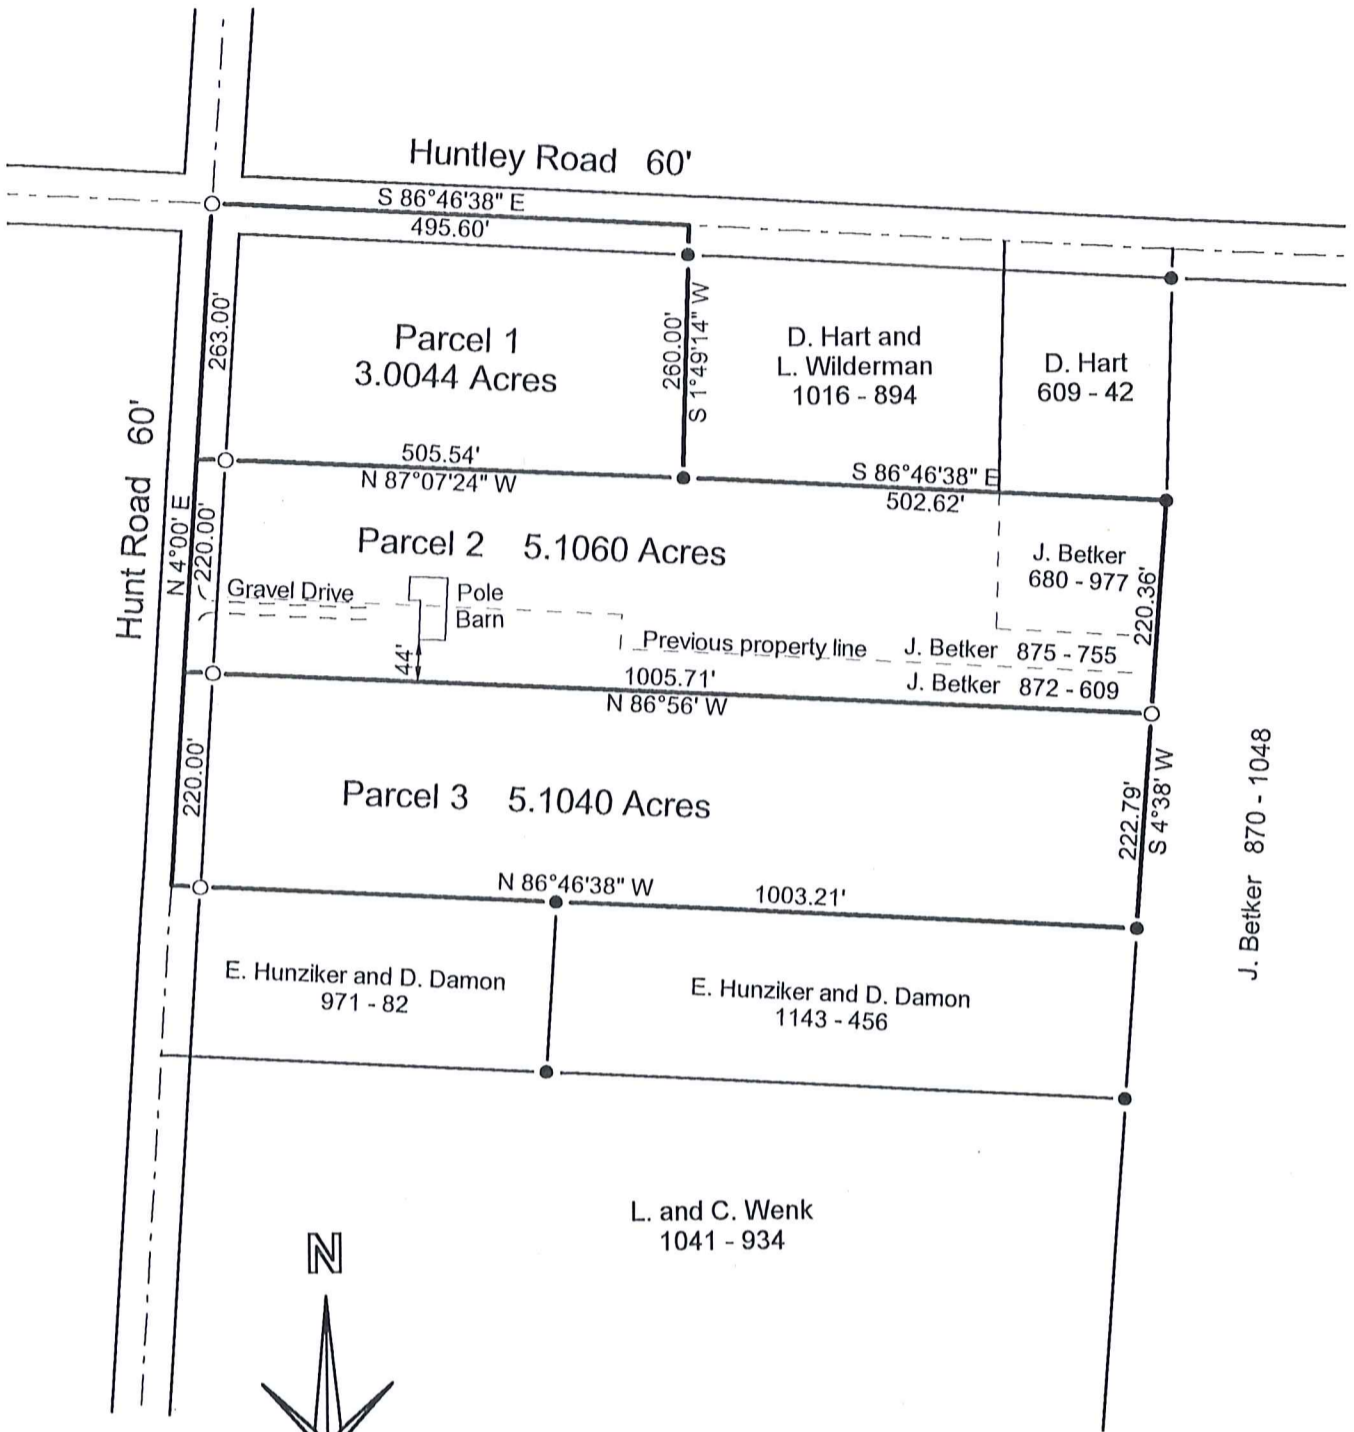 Huntley Road 60'
S 86°46'38" E
495.60'
263.00'
Parcel 1
3.0044 Acres
260.00'
S 1°49'14" W
D. Hart and
L. Wilderman
1016 - 894
D. Hart
609 - 42
Hunt Road 60'
N 4°00' E
505.54'
N 87°07'24" W
S 86°46'38" E
502.62'
220.00'
Parcel 2 5.1060 Acres
J. Betker
680 - 977
220.36'
Gravel Drive
Pole
Barn
44'
Previous property line
J. Betker 875 - 755
J. Betker 872 - 609
1005.71'
N 86°56' W
220.00'
Parcel 3 5.1040 Acres
222.79'
S 4°38' W
J. Betker 870 - 1048
N 86°46'38" W
1003.21'
E. Hunziker and D. Damon
971 - 82
E. Hunziker and D. Damon
1143 - 456
L. and C. Wenk
1041 - 934
N